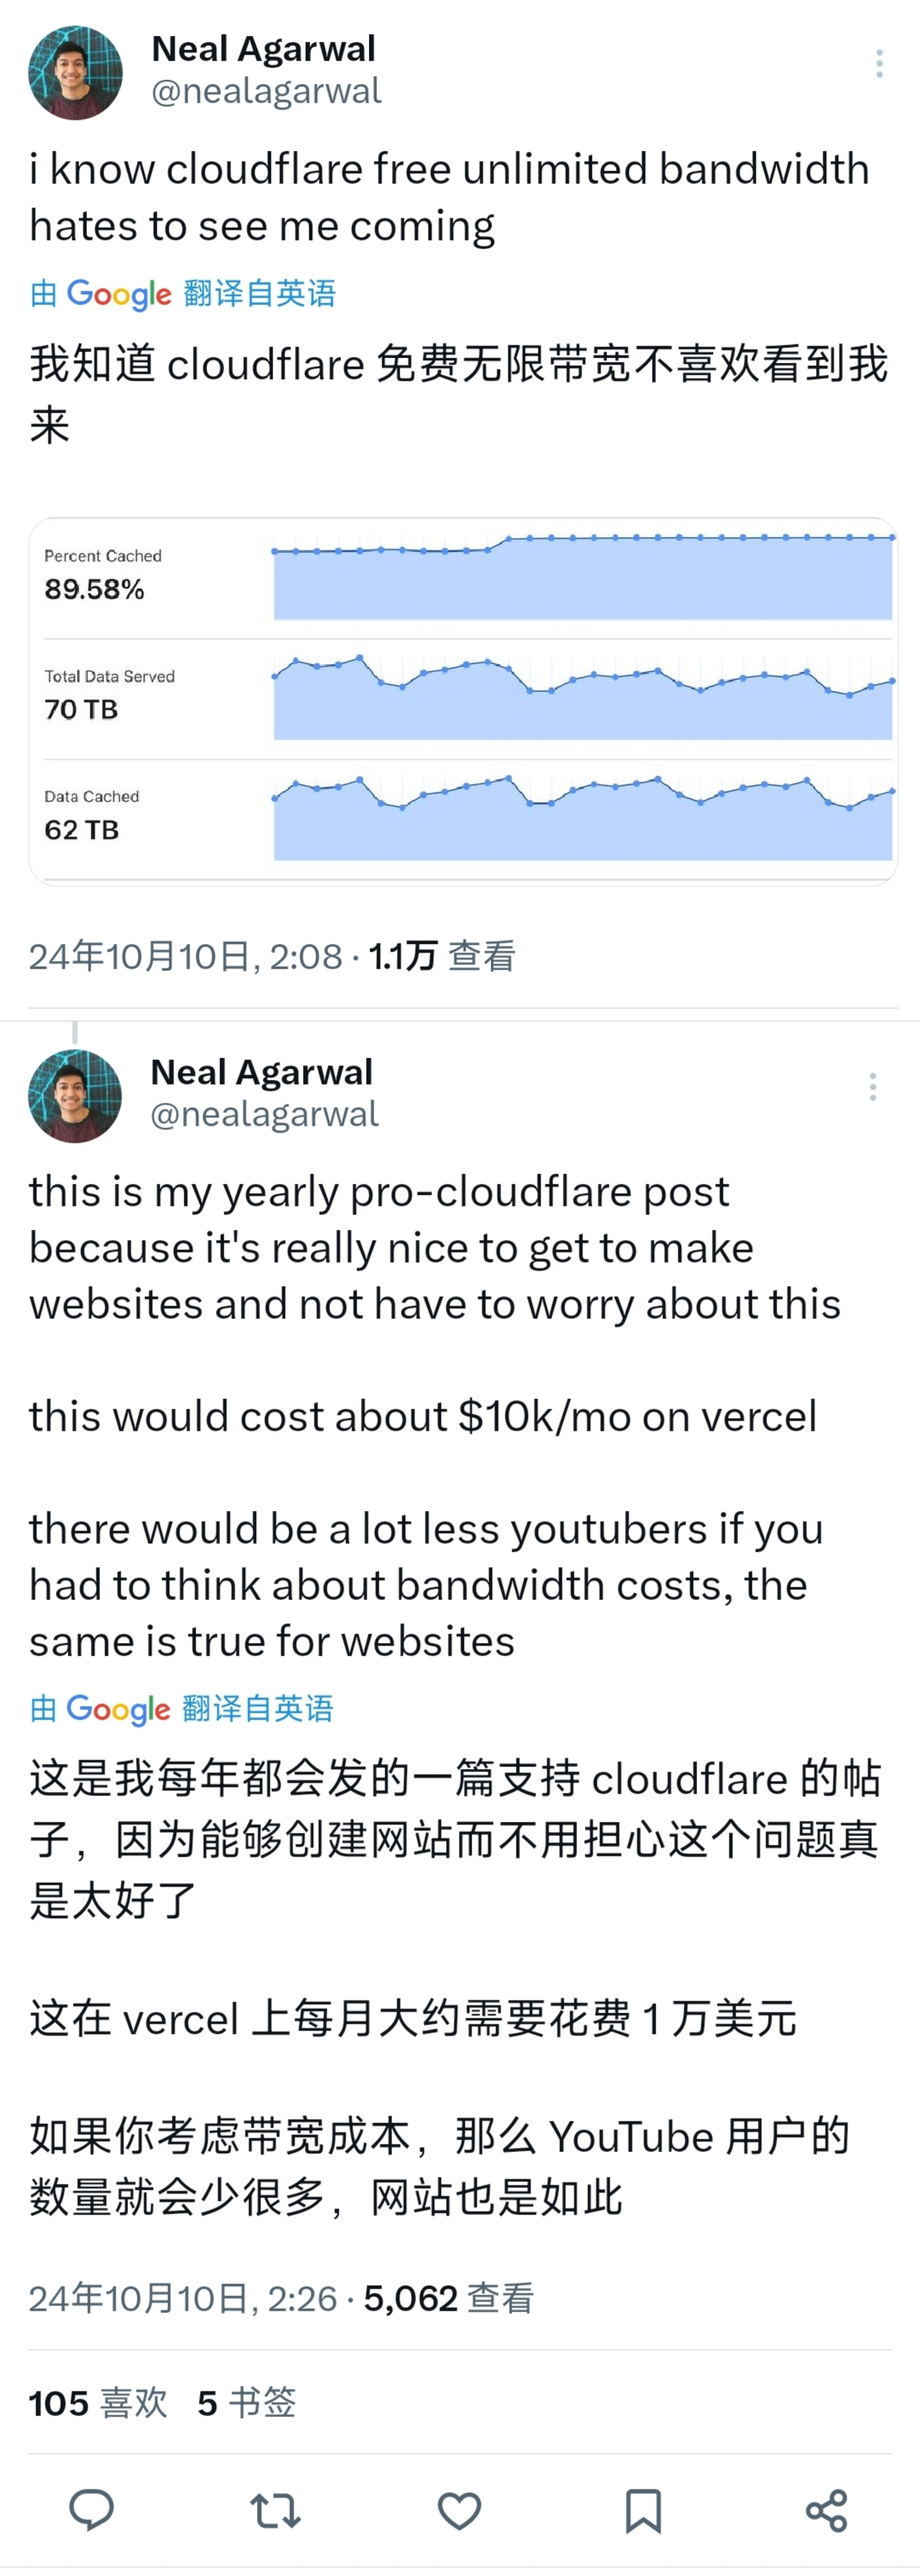 Neal Agarwal
@nealagarwal
i know cloudflare free unlimited bandwidth
hates to see me coming
由 Google 翻译自英语
我知道 cloudflare 免费无限带宽不喜欢看到我
来
Percent Cached
89.58%
Total Data Served
70 TB
Data Cached
62 TB
24年10月10日, 2:08 · 1.1万 查看
Neal Agarwal
@nealagarwal
this is my yearly pro-cloudflare post
because it's really nice to get to make
websites and not have to worry about this
this would cost about $10k/mo on vercel
there would be a lot less youtubers if you
had to think about bandwidth costs, the
same is true for websites
由 Google 翻译自英语
这是我每年都会发的一篇支持 cloudflare 的帖
子，因为能够创建网站而不用担心这个问题真
是太好了
这在 vercel 上每月大约需要花费 1 万美元
如果你考虑带宽成本，那么 YouTube 用户的
数量就会少很多，网站也是如此
24年10月10日, 2:26 · 5,062 查看
105 喜欢 5 书签